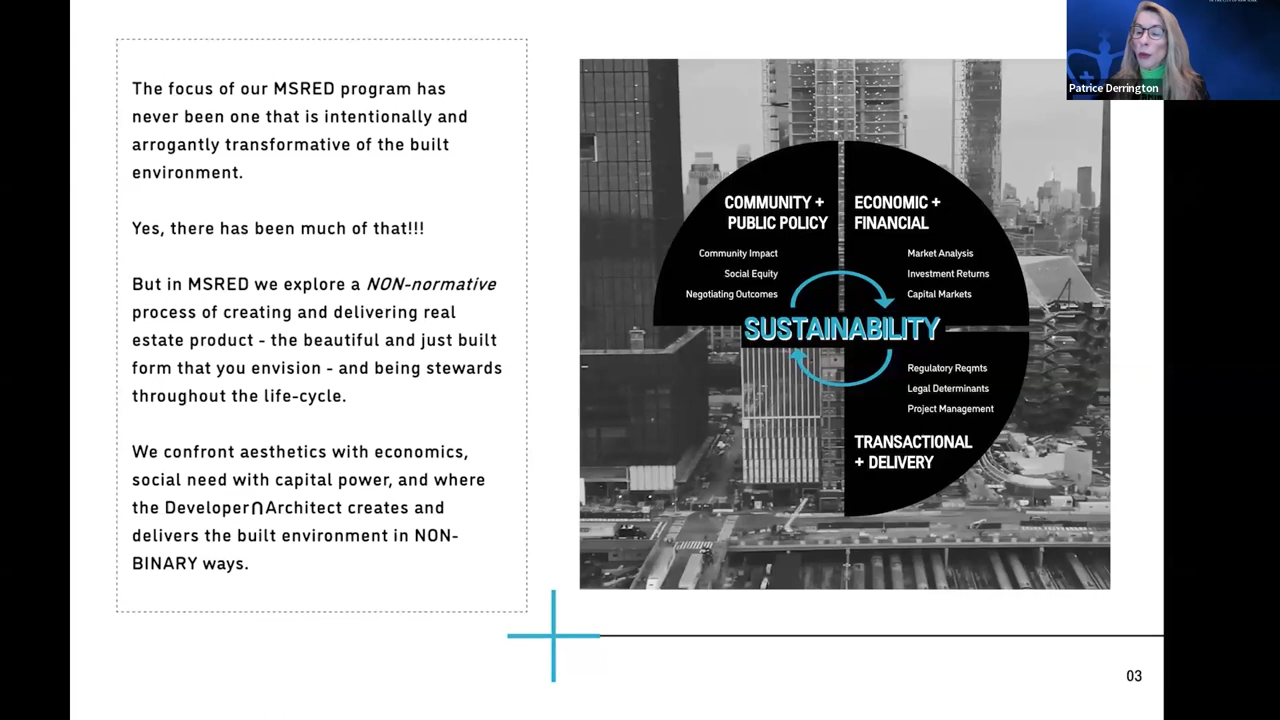 The focus of our MSRED program has
never been one that is intentionally and
arrogantly transformative of the built
environment.
Yes, there has been much of that!!!
But in MSRED we explore a NON-normative
process of creating and delivering real
estate product - the beautiful and just built
form that you envision - and being stewards
throughout the life-cycle.
We confront aesthetics with economics,
social need with capital power, and where
the Developer∩Architect creates and
delivers the built environment in NON-
BINARY ways.
COMMUNITY +
PUBLIC POLICY
Community Impact
Social Equity
Negotiating Outcomes
ECONOMIC +
FINANCIAL
Market Analysis
Investment Returns
Capital Markets
SUSTAINABILITY
Regulatory Reqmts
Legal Determinants
Project Management
TRANSACTIONAL
+ DELIVERY
Patrice Derrington
03